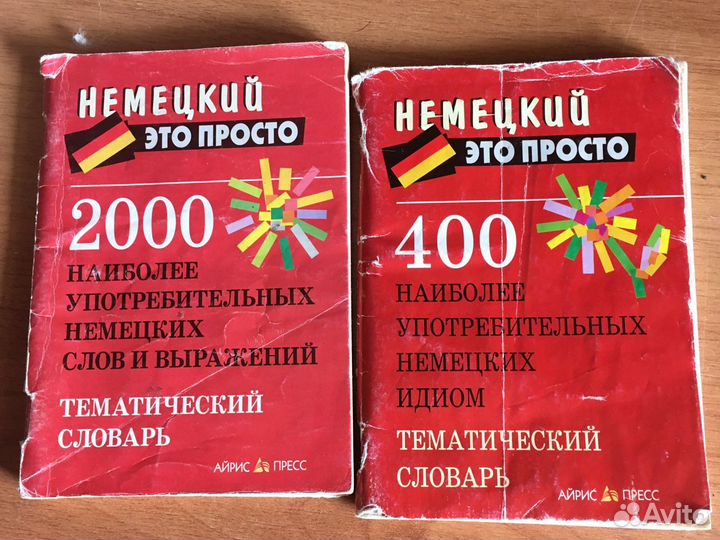 НЕМЕЦКИЙ
ЭТО ПРОСТО
2000
НАИБОЛЕЕ
УПОТРЕБИТЕЛЬНЫХ
НЕМЕЦКИХ
СЛОВ И ВЫРАЖЕНИЙ
ТЕМАТИЧЕСКИЙ
СЛОВАРЬ
АЙРИС ПРЕСС
НЕМЕЦКИЙ
ЭТО ПРОСТО
400
НАИБОЛЕЕ
УПОТРЕБИТЕЛЬНЫХ
НЕМЕЦКИХ
ИДИОМ
ТЕМАТИЧЕСКИЙ
СЛОВАРЬ
АЙРИС ПРЕСС
Avito